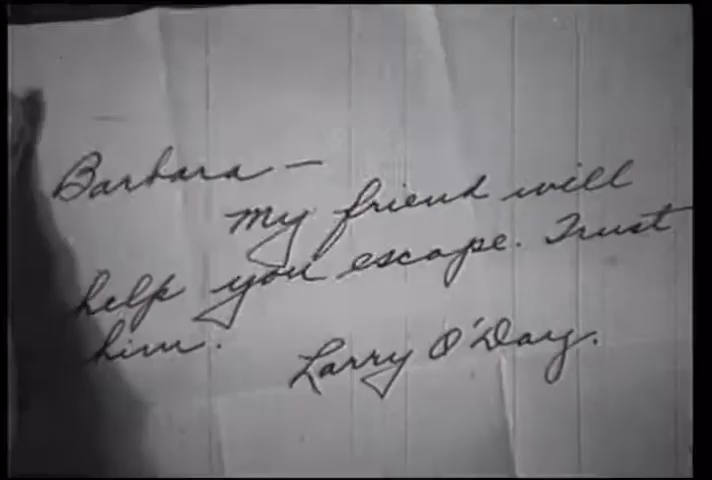 Barbara —
My friend will
help you escape. Trust
him.
Larry O'Day.